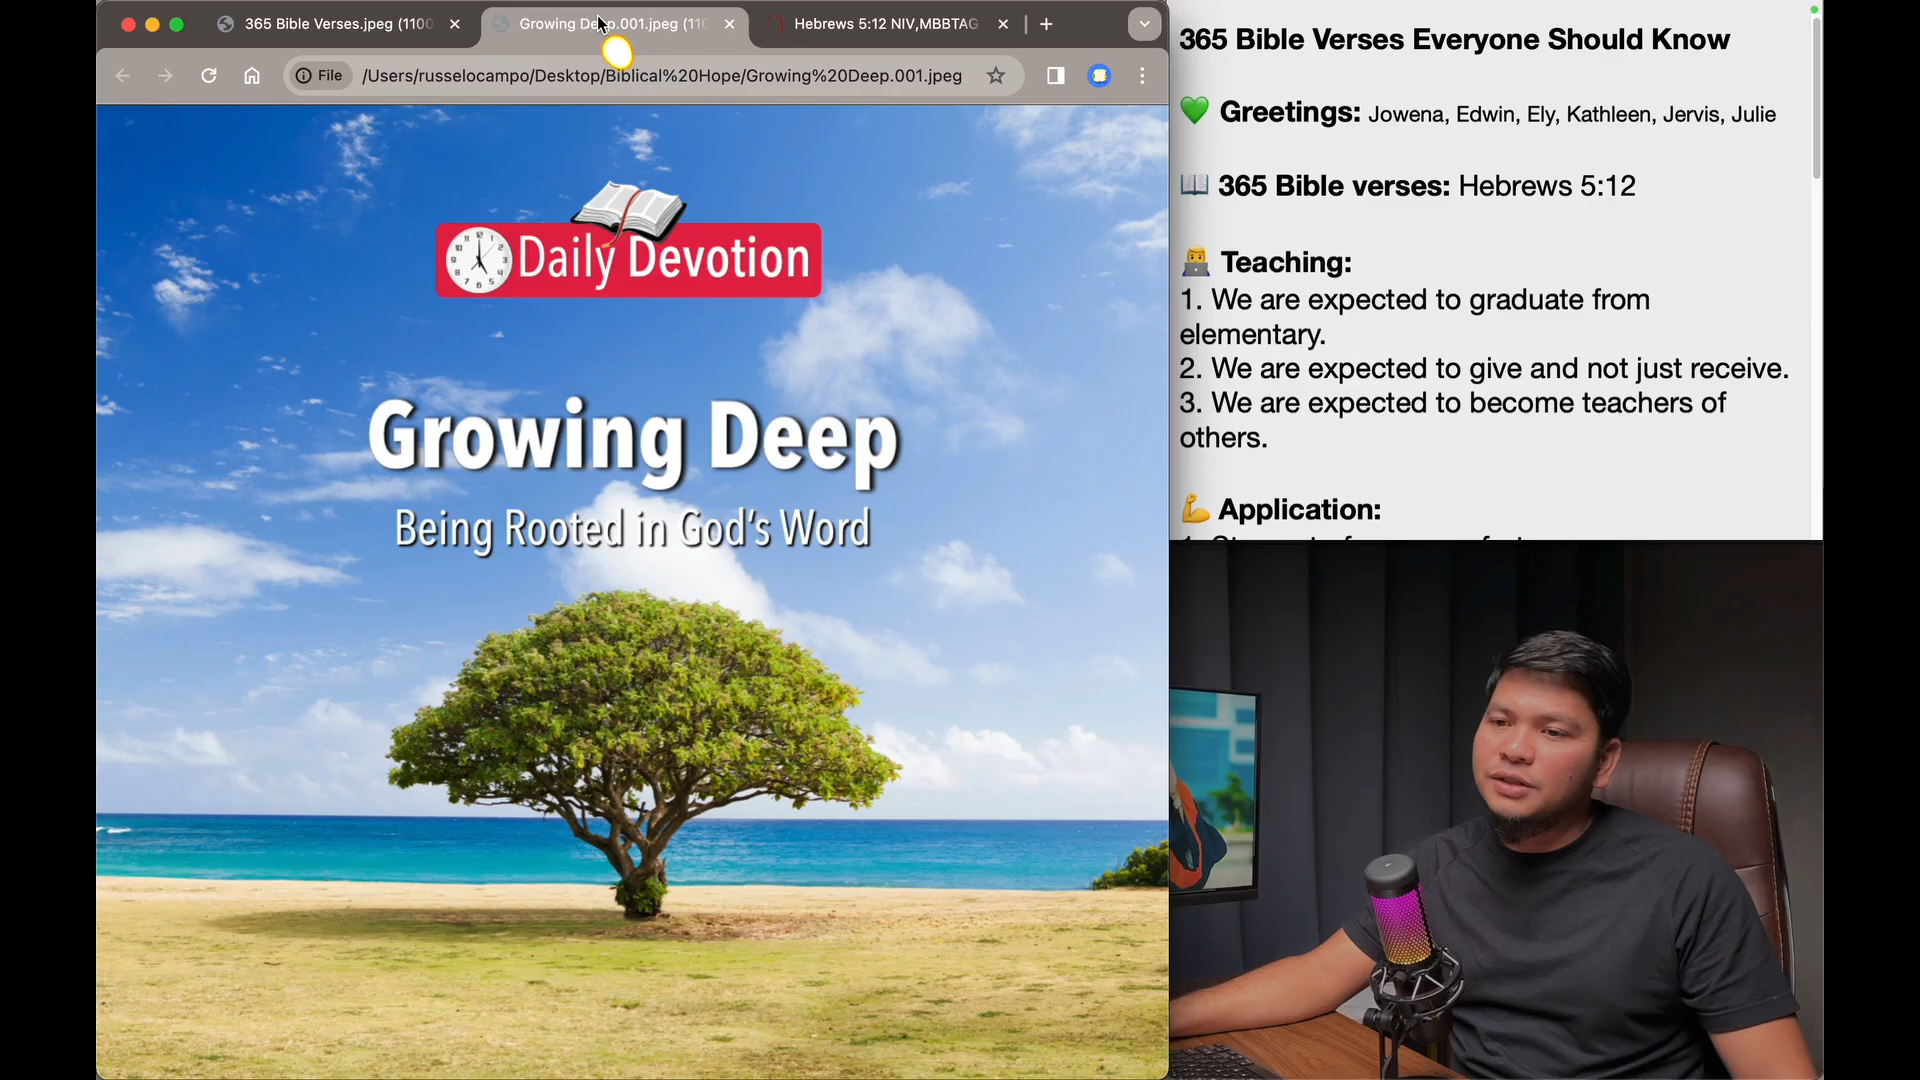 365 Bible Verses.jpeg (1100
Growing Deep.001.jpeg (110
Hebrews 5:12 NIV,MBBTAG
File
/Users/russelocampo/Desktop/Biblical%20Hope/Growing%20Deep.001.jpeg
Daily Devotion
Growing Deep
Being Rooted in God's Word
365 Bible Verses Everyone Should Know
💚 Greetings: Jowena, Edwin, Ely, Kathleen, Jervis, Julie
📖 365 Bible verses: Hebrews 5:12
👨‍💻 Teaching:
1. We are expected to graduate from
elementary.
2. We are expected to give and not just receive.
3. We are expected to become teachers of
others.
💪 Application: